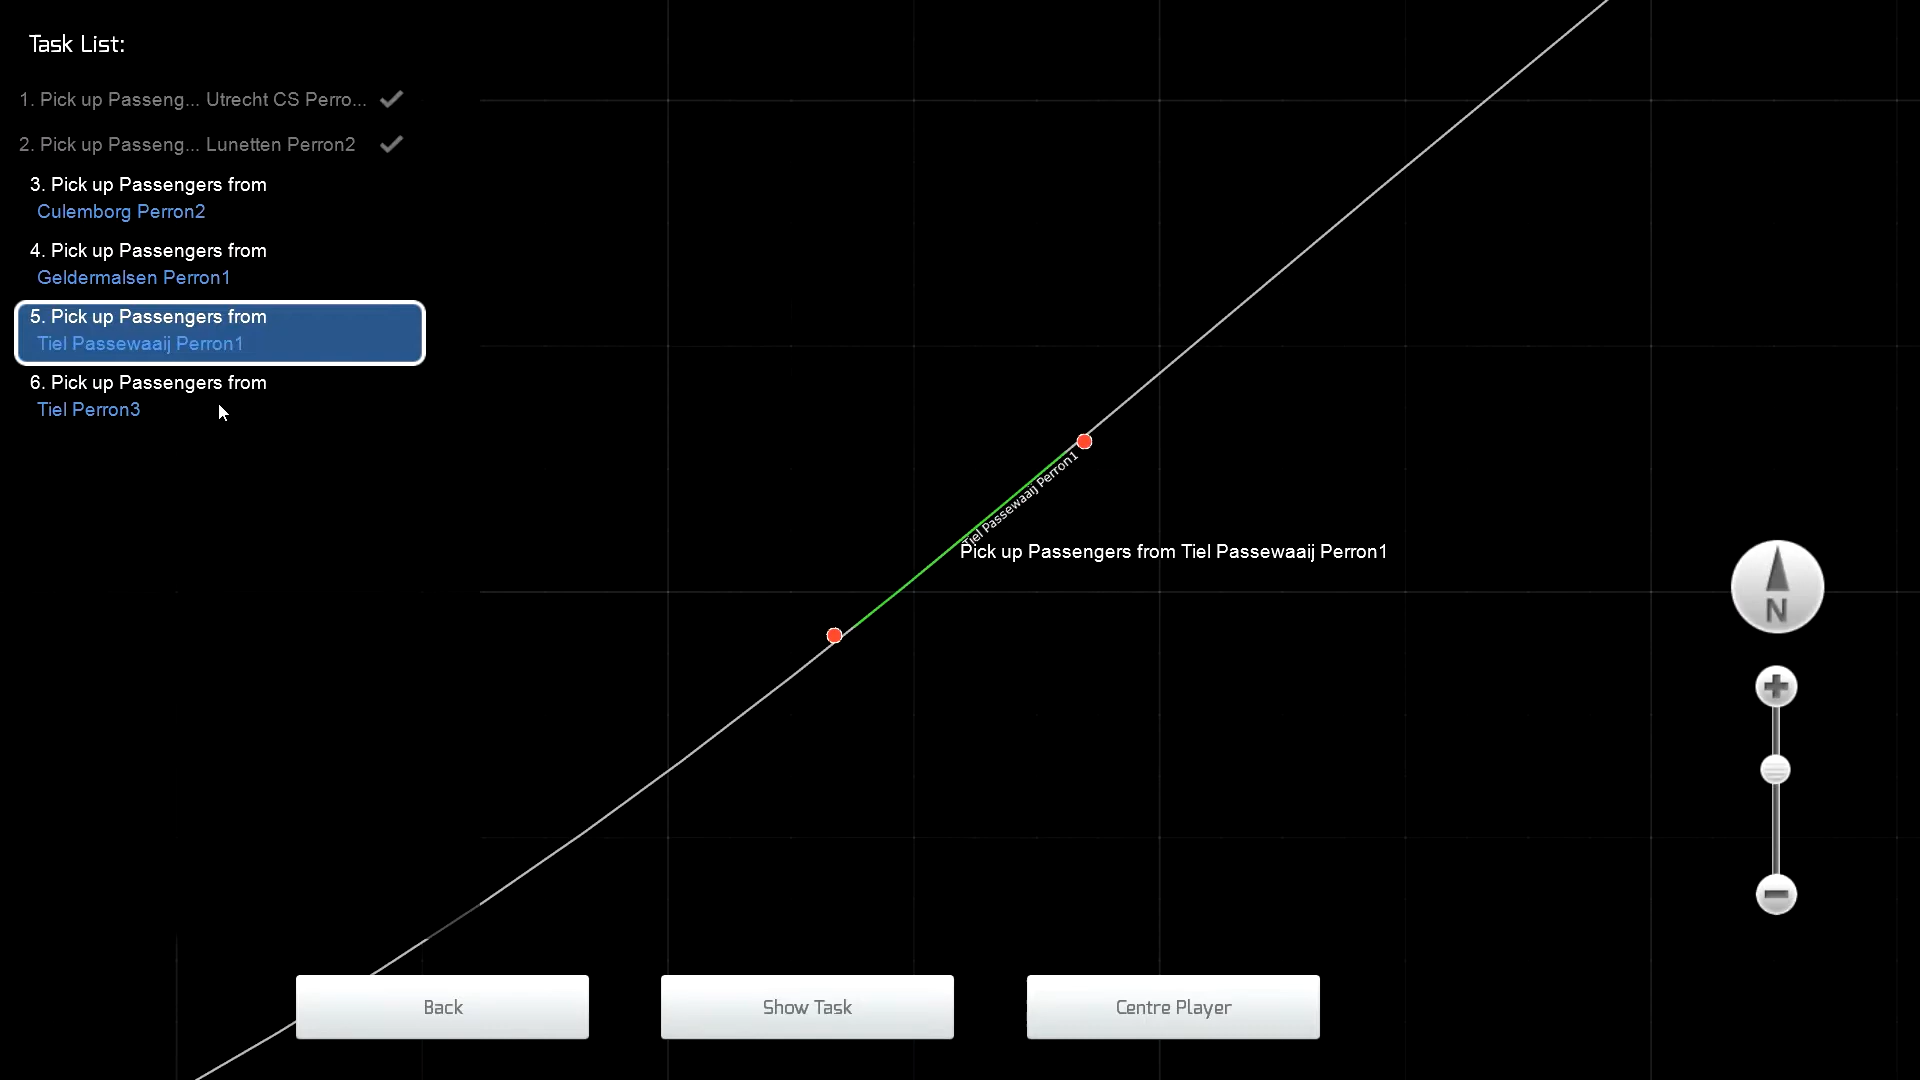 Task List:
1. Pick up Passeng... Utrecht CS Perro...
2. Pick up Passeng... Lunetten Perron2
3. Pick up Passengers from
Culemborg Perron2
4. Pick up Passengers from
Geldermalsen Perron1
5. Pick up Passengers from
Tiel Passewaaij Perron1
6. Pick up Passengers from
Tiel Perron3
Tiel Passewaaij Perron1
Pick up Passengers from Tiel Passewaaij Perron1
N
Back
Show Task
Centre Player